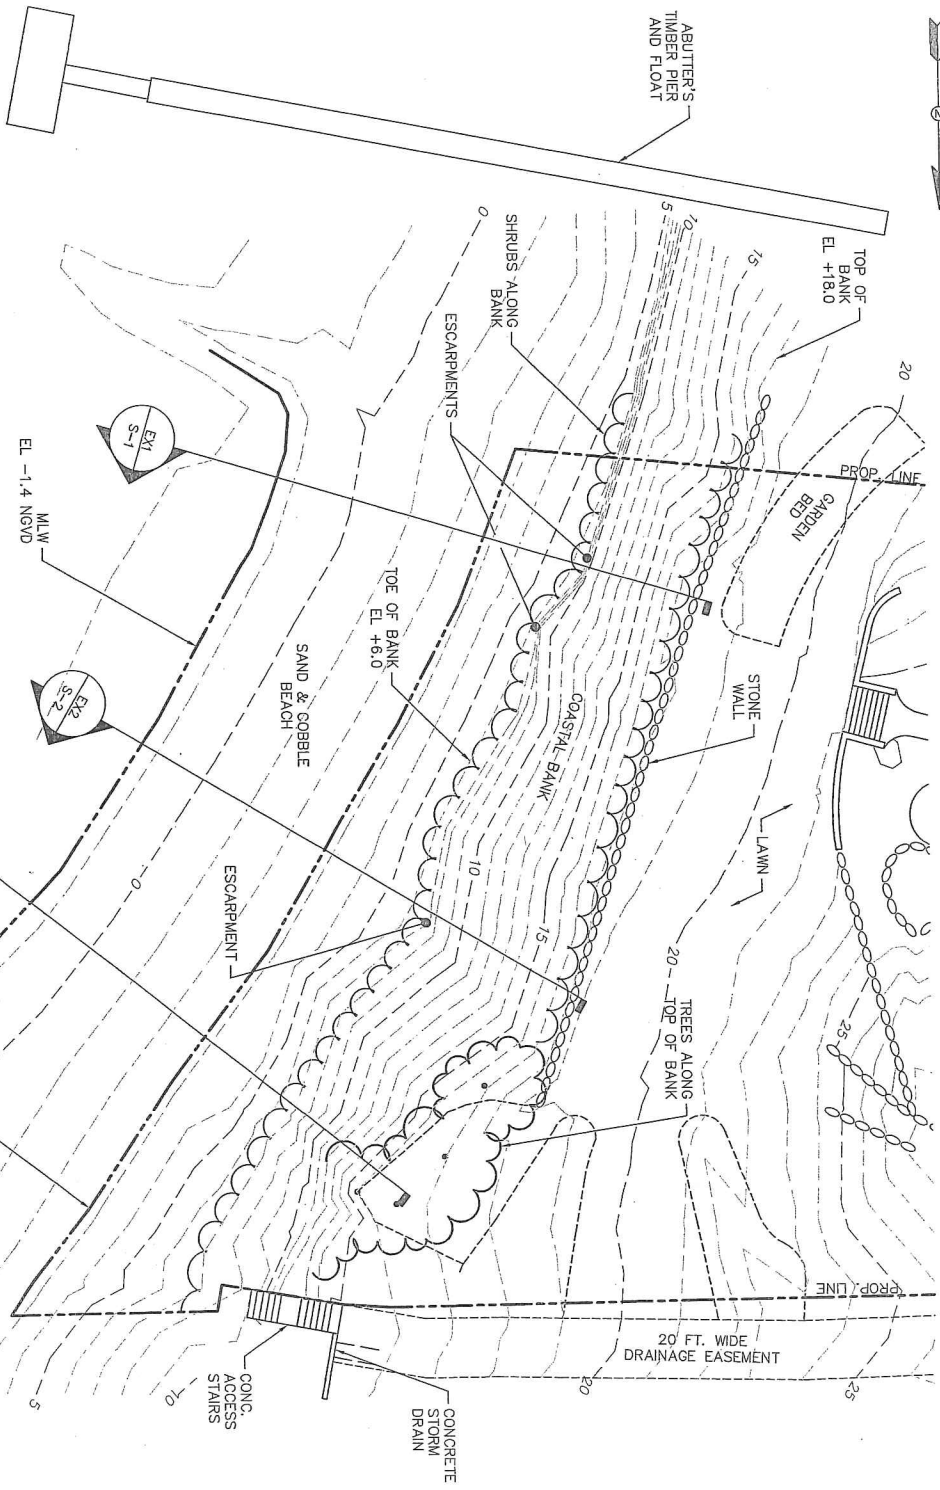 ABUTTER'S
TIMBER PIER
AND FLOAT
TOP OF
BANK
EL +18.0
SHRUBS ALONG
BANK
ESCARPMENTS
5
10
15
0
20
PROP. LINE
GARDEN
BED
EX1
S-1
MLW
EL -1.4 NGVD
TOE OF BANK
EL +6.0
SAND & COBBLE
BEACH
COASTAL BANK
STONE
WALL
LAWN
EX2
S-2
0
10
15
20
25
ESCARPMENT
TREES ALONG
TOP OF BANK
PROP. LINE
20 FT. WIDE
DRAINAGE EASEMENT
20
25
CONC.
ACCESS
STAIRS
CONCRETE
STORM
DRAIN
10
5